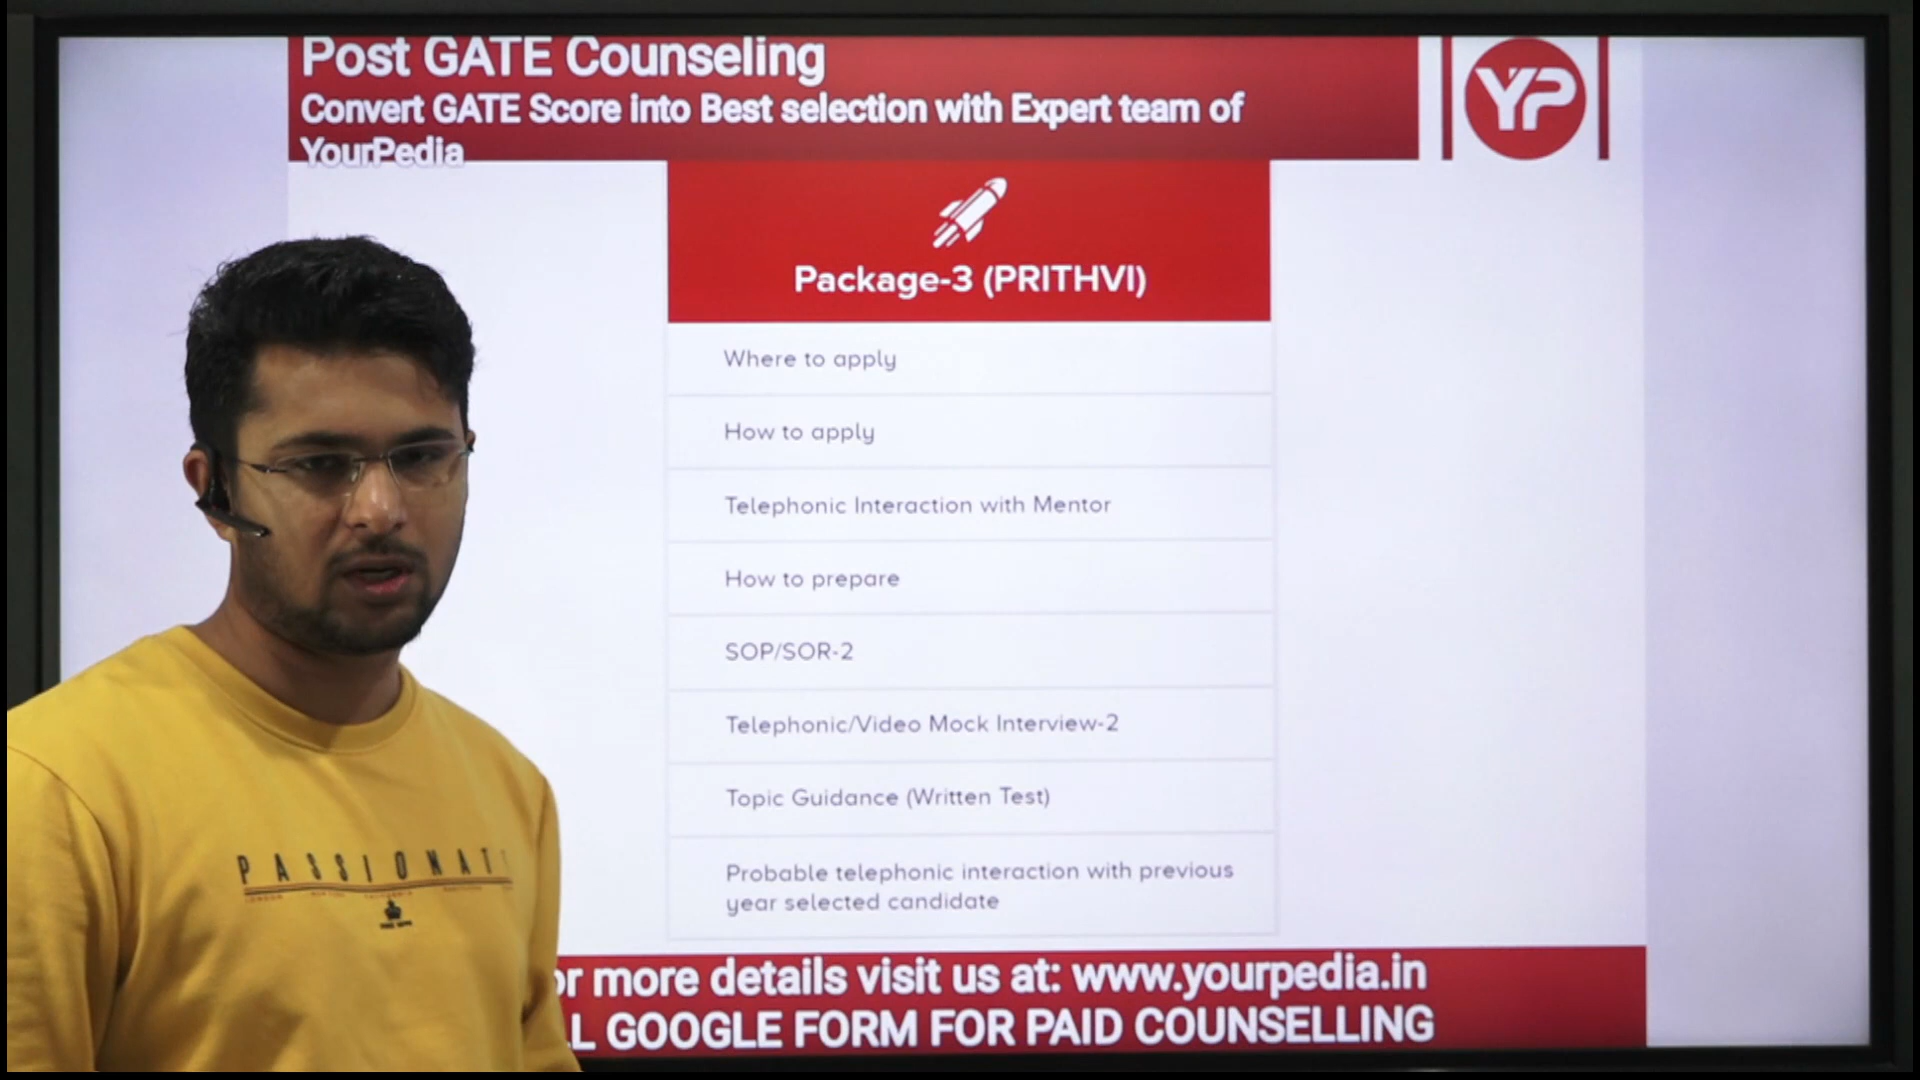 Post GATE Counseling
Convert GATE Score into Best selection with Expert team of
YourPedia
YP
Package-3 (PRITHVI)
Where to apply
How to apply
Telephonic Interaction with Mentor
How to prepare
SOP/SOR-2
Telephonic/Video Mock Interview-2
Topic Guidance (Written Test)
Probable telephonic interaction with previous
year selected candidate
or more details visit us at: www.yourpedia.in
LL GOOGLE FORM FOR PAID COUNSELLING
PASSIONAT
LONDON